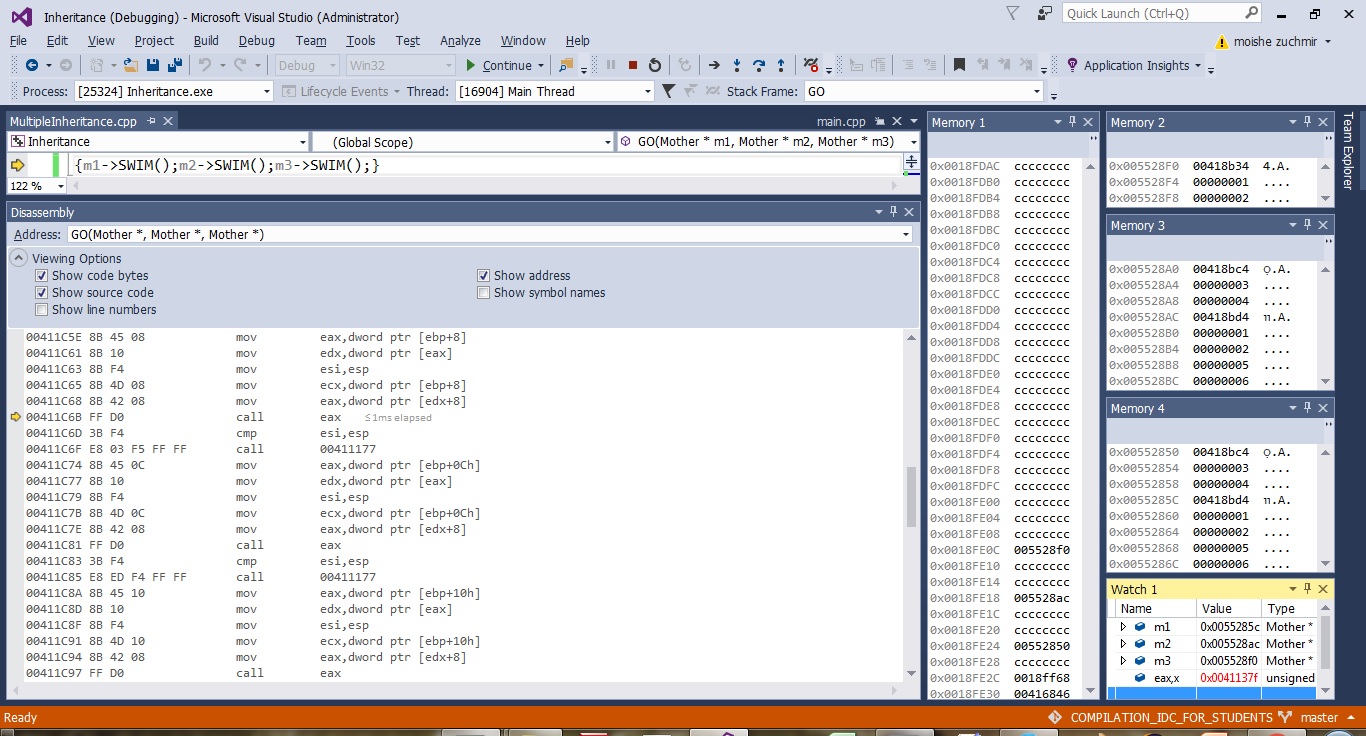 Inheritance (Debugging) - Microsoft Visual Studio (Administrator)
Quick Launch (Ctrl+Q)
File Edit View Project Build Debug Team Tools Test Analyze Window Help
moishe zuchmir
Debug Win32 Continue Application Insights
Process: [25324] Inheritance.exe Lifecycle Events Thread: [16904] Main Thread Stack Frame: GO
MultipleInheritance.cpp main.cpp
Inheritance (Global Scope) GO(Mother * m1, Mother * m2, Mother * m3)
{m1->SWIM();m2->SWIM();m3->SWIM();}
122 %
Disassembly
Address: GO(Mother *, Mother *, Mother *)
Viewing Options
Show code bytes Show address
Show source code Show symbol names
Show line numbers
00411C5E 8B 45 08 mov eax,dword ptr [ebp+8]
00411C61 8B 10 mov edx,dword ptr [eax]
00411C63 8B F4 mov esi,esp
00411C65 8B 4D 08 mov ecx,dword ptr [ebp+8]
00411C68 8B 42 08 mov eax,dword ptr [edx+8]
00411C6B FF D0 call eax ≤1ms elapsed
00411C6D 3B F4 cmp esi,esp
00411C6F E8 03 F5 FF FF call 00411177
00411C74 8B 45 0C mov eax,dword ptr [ebp+0Ch]
00411C77 8B 10 mov edx,dword ptr [eax]
00411C79 8B F4 mov esi,esp
00411C7B 8B 4D 0C mov ecx,dword ptr [ebp+0Ch]
00411C7E 8B 42 08 mov eax,dword ptr [edx+8]
00411C81 FF D0 call eax
00411C83 3B F4 cmp esi,esp
00411C85 E8 ED F4 FF FF call 00411177
00411C8A 8B 45 10 mov eax,dword ptr [ebp+10h]
00411C8D 8B 10 mov edx,dword ptr [eax]
00411C8F 8B F4 mov esi,esp
00411C91 8B 4D 10 mov ecx,dword ptr [ebp+10h]
00411C94 8B 42 08 mov eax,dword ptr [edx+8]
00411C97 FF D0 call eax
Memory 1
0x0018FDAC cccccccc
0x0018FDB0 cccccccc
0x0018FDB4 cccccccc
0x0018FDB8 cccccccc
0x0018FDBC cccccccc
0x0018FDC0 cccccccc
0x0018FDC4 cccccccc
0x0018FDC8 cccccccc
0x0018FDCC cccccccc
0x0018FDD0 cccccccc
0x0018FDD4 cccccccc
0x0018FDD8 cccccccc
0x0018FDDC cccccccc
0x0018FDE0 cccccccc
0x0018FDE4 cccccccc
0x0018FDE8 cccccccc
0x0018FDEC cccccccc
0x0018FDF0 cccccccc
0x0018FDF4 cccccccc
0x0018FDF8 cccccccc
0x0018FDFC cccccccc
0x0018FE00 cccccccc
0x0018FE04 cccccccc
0x0018FE08 cccccccc
0x0018FE0C 005528f0
0x0018FE10 cccccccc
0x0018FE14 cccccccc
0x0018FE18 005528ac
0x0018FE1C cccccccc
0x0018FE20 cccccccc
0x0018FE24 00552850
0x0018FE28 cccccccc
0x0018FE2C 0018ff68
0x0018FE30 00416846
Memory 2
0x005528F0 00418b34 4.A.
0x005528F4 00000001 ....
0x005528F8 00000002 ....
Memory 3
0x005528A0 00418bc4 .A.
0x005528A4 00000003 ....
0x005528A8 00000004 ....
0x005528AC 00418bd4 .A.
0x005528B0 00000001 ....
0x005528B4 00000002 ....
0x005528B8 00000005 ....
0x005528BC 00000006 ....
Memory 4
0x00552850 00418bc4 .A.
0x00552854 00000003 ....
0x00552858 00000004 ....
0x0055285C 00418bd4 .A.
0x00552860 00000001 ....
0x00552864 00000002 ....
0x00552868 00000005 ....
0x0055286C 00000006 ....
Watch 1
Name Value Type
m1 0x0055285c Mother *
m2 0x005528ac Mother *
m3 0x005528f0 Mother *
eax,x 0x0041137f unsigned
Team Explorer
Ready COMPILATION_IDC_FOR_STUDENTS master